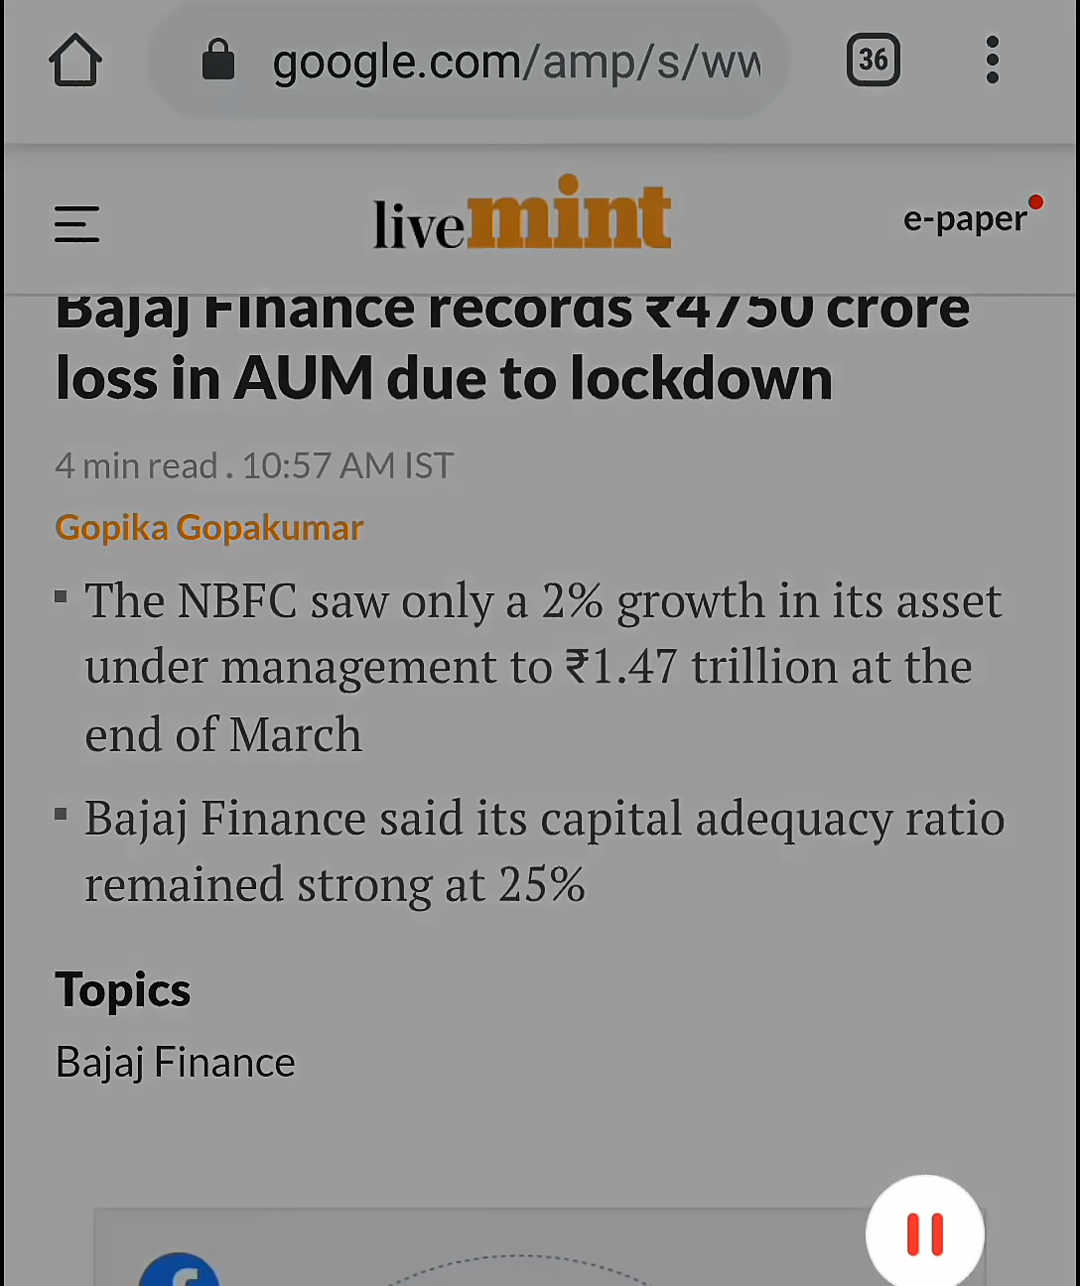 google.com/amp/s/ww
36
livemint
e-paper
Bajaj Finance records ₹4750 crore
loss in AUM due to lockdown
4 min read . 10:57 AM IST
Gopika Gopakumar
▪ The NBFC saw only a 2% growth in its asset
under management to ₹1.47 trillion at the
end of March
▪ Bajaj Finance said its capital adequacy ratio
remained strong at 25%
Topics
Bajaj Finance